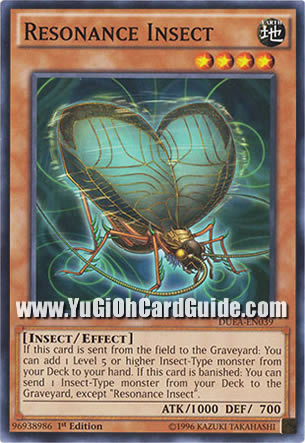 RESONANCE INSECT
EARTH
地
www.YuGiOhCardGuide.com
DUEA-EN039
[INSECT/EFFECT]
If this card is sent from the field to the Graveyard: You
can add 1 Level 5 or higher Insect-Type monster from
your Deck to your hand. If this card is banished: You can
send 1 Insect-Type monster from your Deck to the
Graveyard, except "Resonance Insect".
ATK/1000 DEF/ 700
96938986 1st Edition ©1996 KAZUKI TAKAHASHI